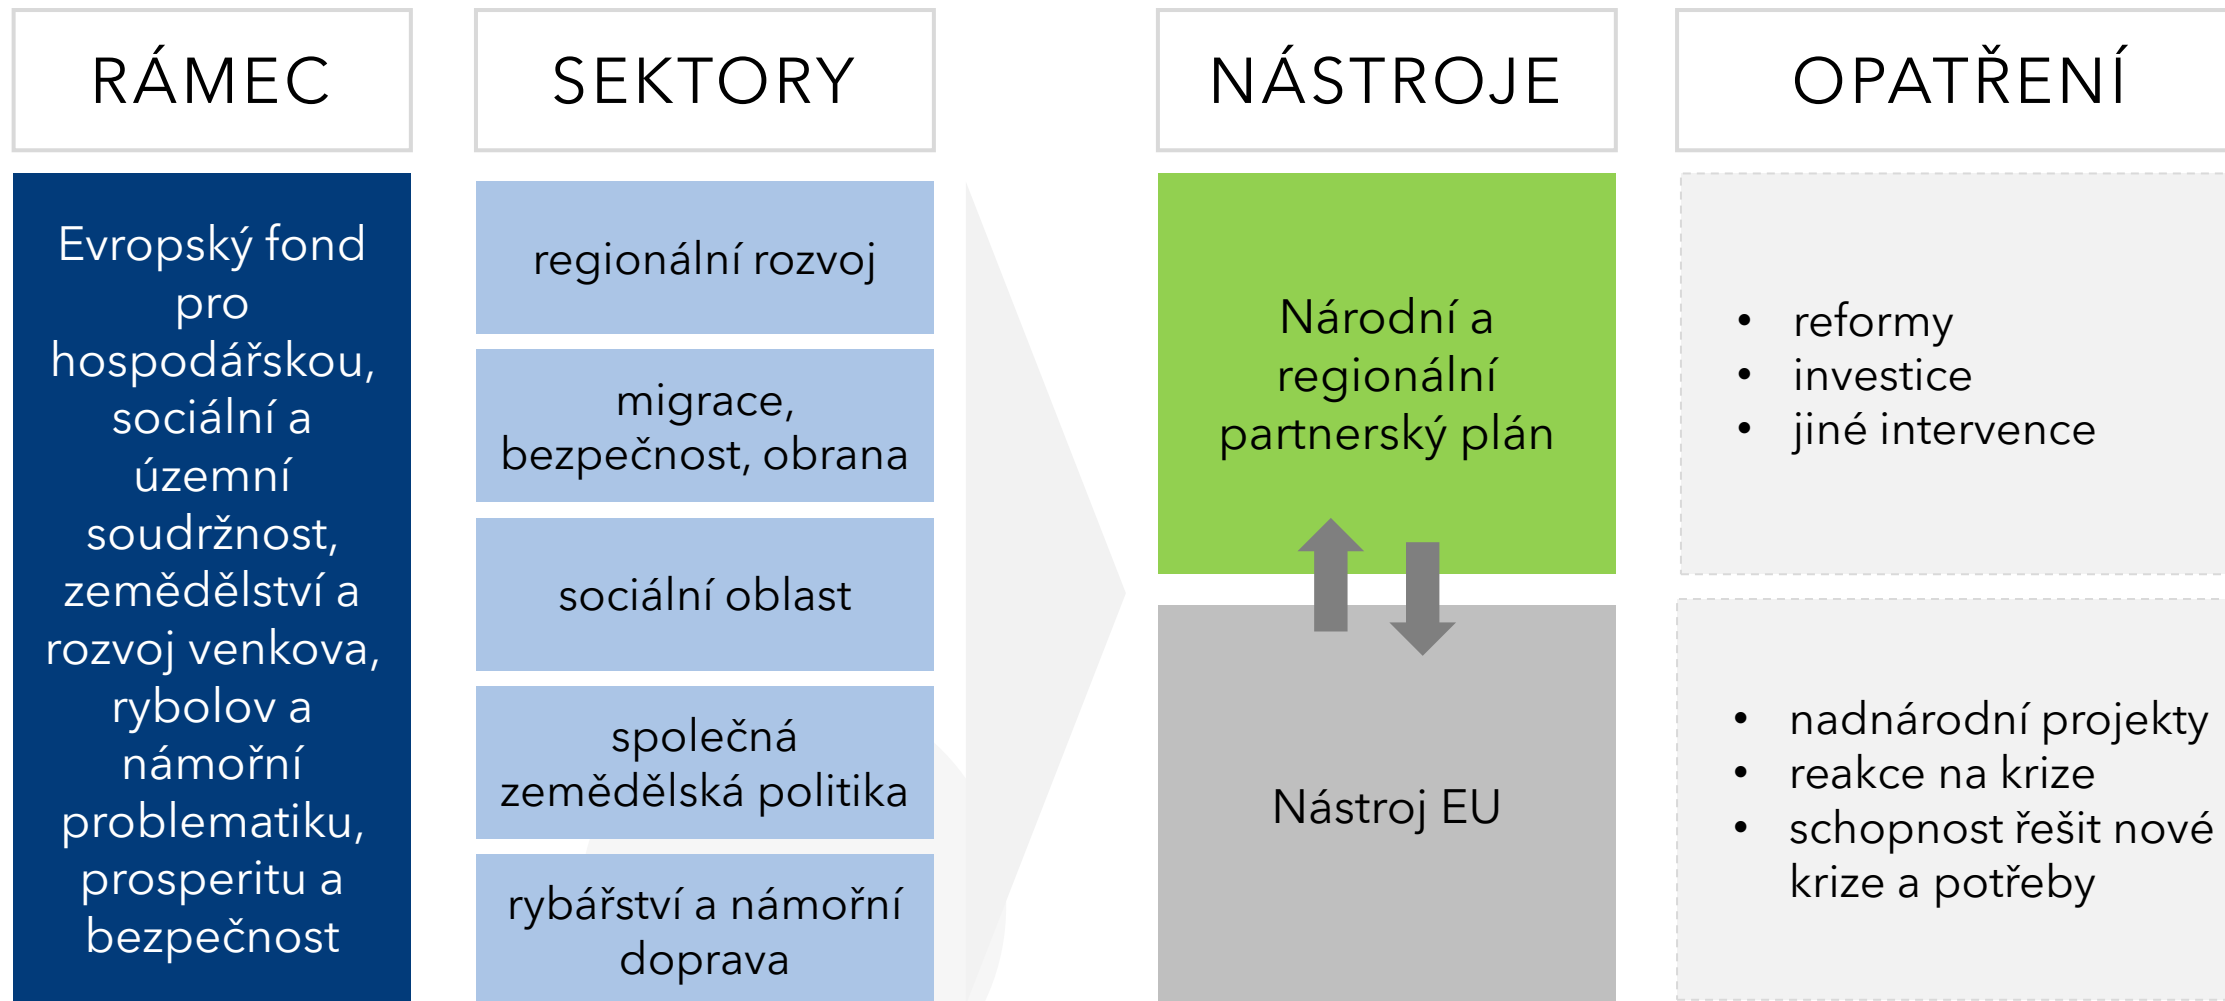 RÁMEC
SEKTORY
NÁSTROJE
OPATŘENÍ
Evropský fond
pro
hospodářskou,
sociální a
územní
soudržnost,
zemědělství a
rozvoj venkova,
rybolov a
námořní
problematiku,
prosperitu a
bezpečnost
regionální rozvoj
migrace,
bezpečnost, obrana
sociální oblast
společná
zemědělská politika
rybářství a námořní
doprava
Národní a
regionální
partnerský plán
Nástroj EU
• reformy
• investice
• jiné intervence
• nadnárodní projekty
• reakce na krize
• schopnost řešit nové
krize a potřeby